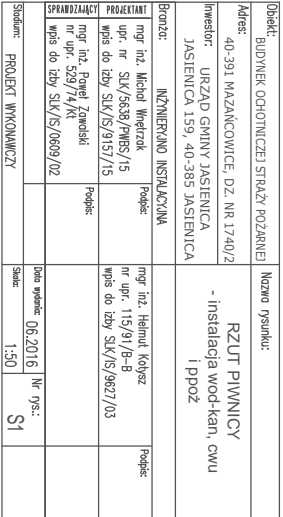 Obiekt:
BUDYNEK OCHOTNICZEJ STRAŻY POŻARNEJ
Adres:
40-391 MAZAŃCOWICE, DZ. NR 1740/2
Inwestor:
URZĄD GMINY JASIENICA
JASIENICA 159, 40-385 JASIENICA
Nazwa rysunku:
RZUT PIWNICY
- instalacja wod-kan, cwu
i ppoż
Branża:
INŻYNIERYJNO INSTALACYJNA
PROJEKTANT
mgr inż. Michał Wnętrzak
upr. nr SLK/5638/PWBS/15
wpis do izby SLK/IS/9157/15
Podpis:
mgr inż. Helmut Kotysz
nr upr. 115/91/B-B
wpis do izby SLK/IS/9627/03
Podpis:
SPRAWDZAJĄCY
mgr inż. Paweł Zawalski
nr upr. 529/74/Kt
wpis do izby SLK/IS/0609/02
Podpis:
Stadium:
PROJEKT WYKONAWCZY
Data wydania:
06.2016
Skala:
1:50
Nr rys.:
S1